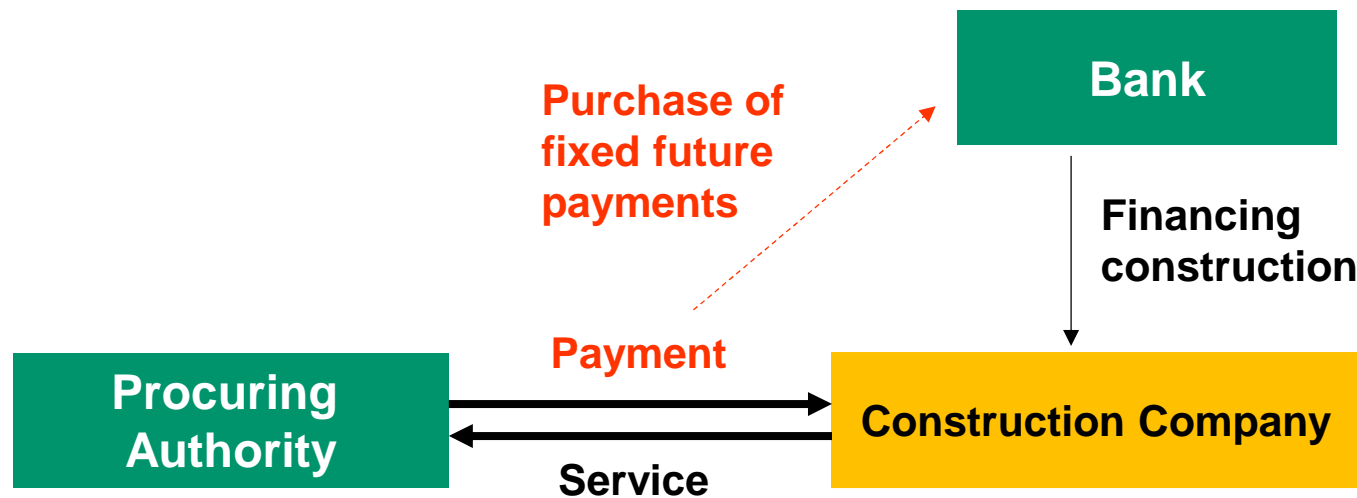 Bank
Purchase of
fixed future
payments
Financing
construction
Payment
Procuring
Authority
Construction Company
Service